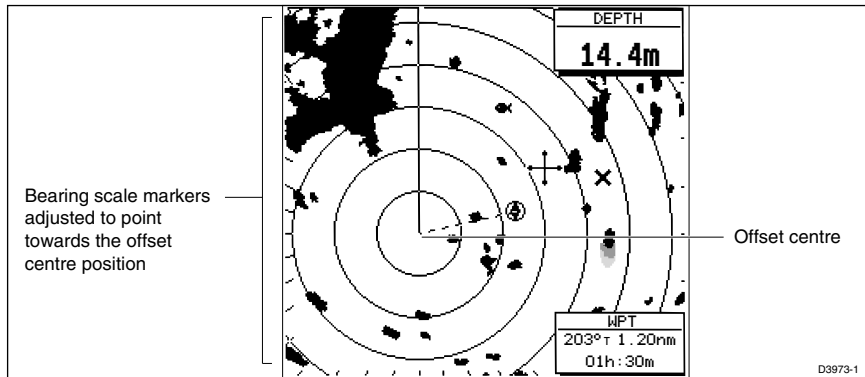 DEPTH
14.4m
Bearing scale markers
adjusted to point
towards the offset
centre position
Offset centre
WPT
203°T 1.20nm
01h:30m
D3973-1